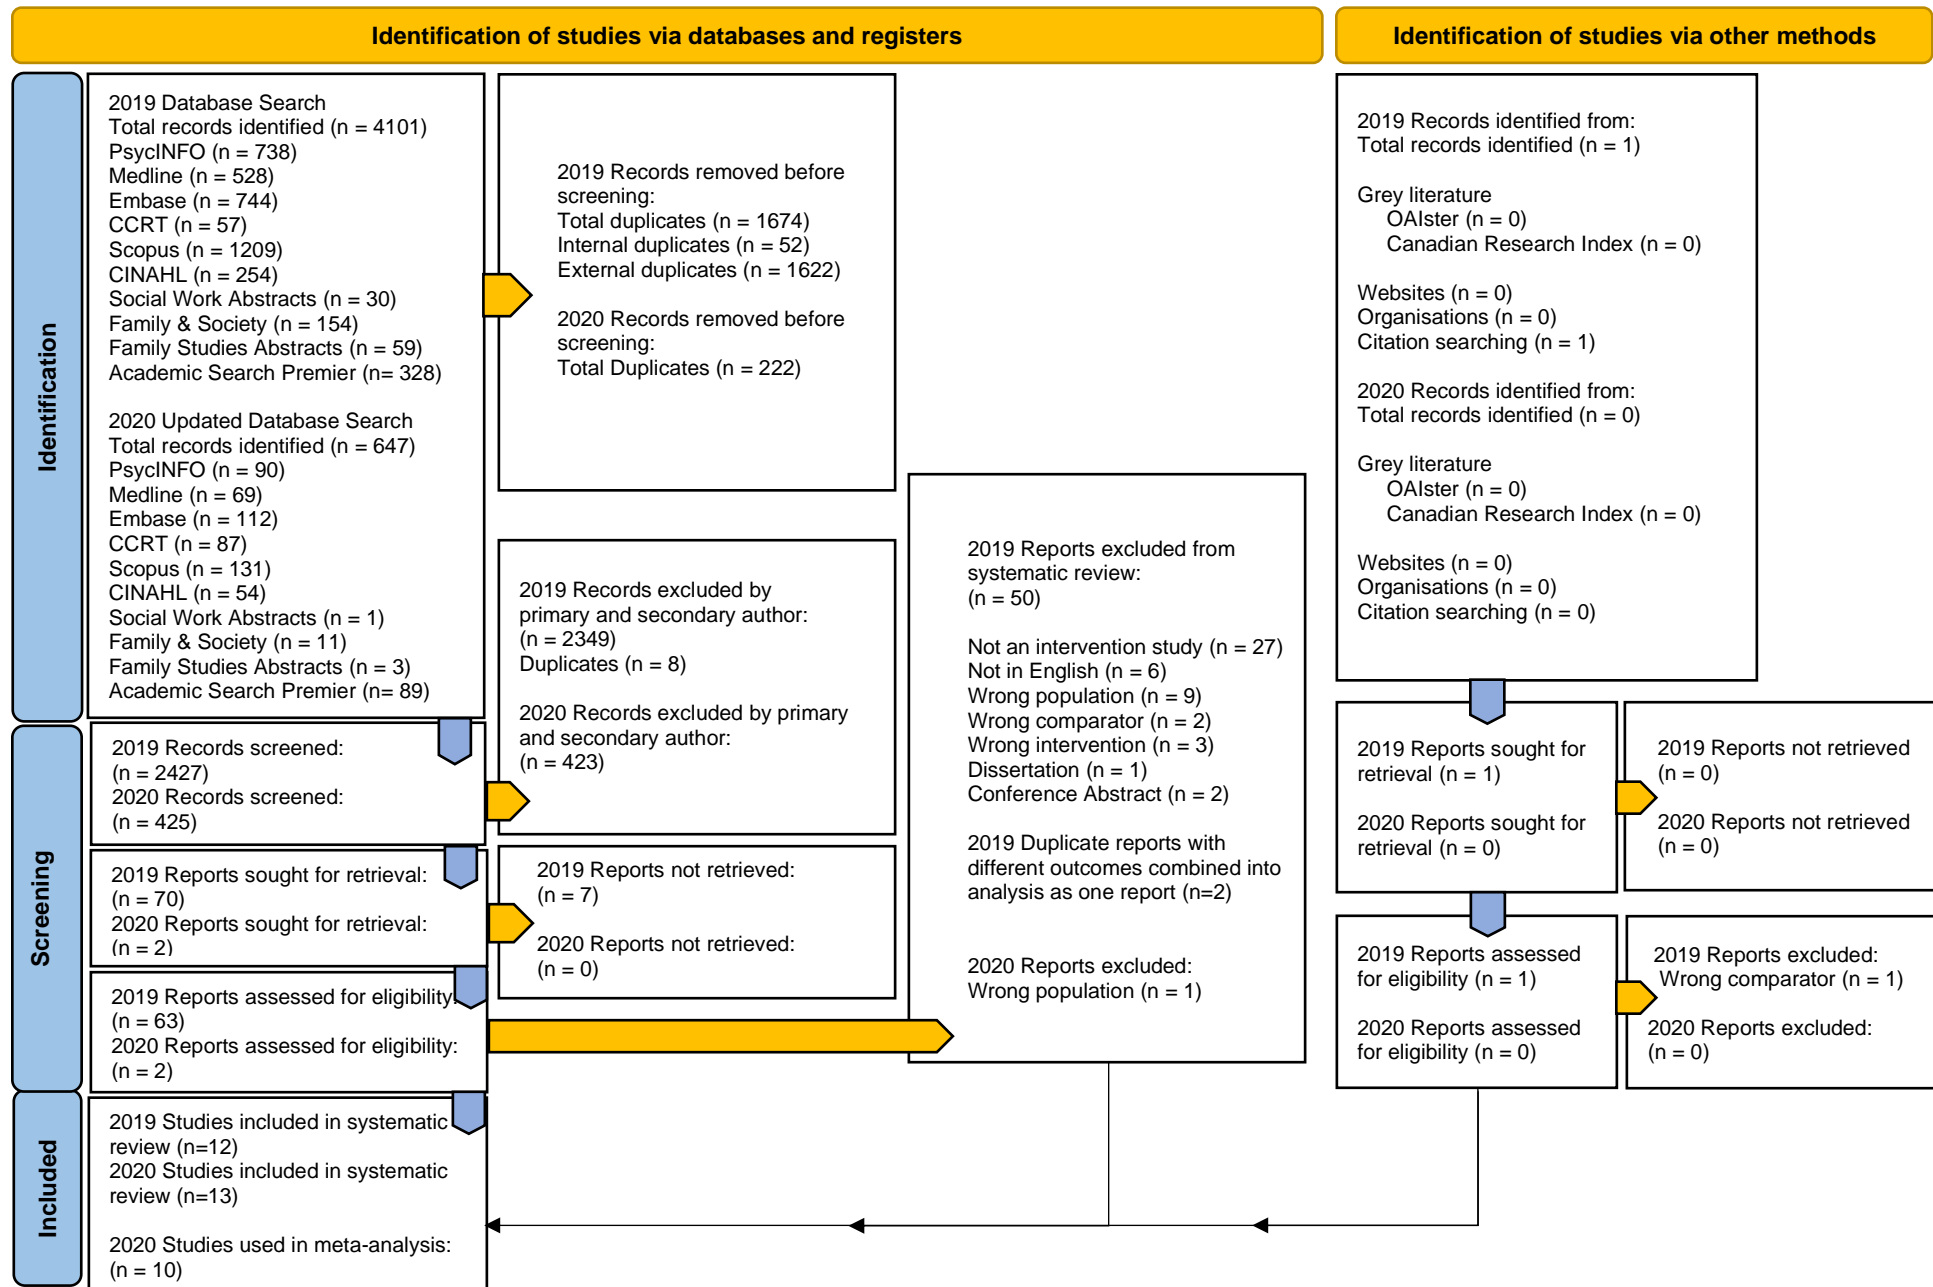 Identification of studies via databases and registers
Identification of studies via other methods
Identification
2019 Database Search
Total records identified (n = 4101)
PsycINFO (n = 738)
Medline (n = 528)
Embase (n = 744)
CCRT (n = 57)
Scopus (n = 1209)
CINAHL (n = 254)
Social Work Abstracts (n = 30)
Family & Society (n = 154)
Family Studies Abstracts (n = 59)
Academic Search Premier (n= 328)
2020 Updated Database Search
Total records identified (n = 647)
PsycINFO (n = 90)
Medline (n = 69)
Embase (n = 112)
CCRT (n = 87)
Scopus (n = 131)
CINAHL (n = 54)
Social Work Abstracts (n = 1)
Family & Society (n = 11)
Family Studies Abstracts (n = 3)
Academic Search Premier (n= 89)
2019 Records removed before
screening:
Total duplicates (n = 1674)
Internal duplicates (n = 52)
External duplicates (n = 1622)
2020 Records removed before
screening:
Total Duplicates (n = 222)
2019 Records identified from:
Total records identified (n = 1)
Grey literature
OAIster (n = 0)
Canadian Research Index (n = 0)
Websites (n = 0)
Organisations (n = 0)
Citation searching (n = 1)
2020 Records identified from:
Total records identified (n = 0)
Grey literature
OAIster (n = 0)
Canadian Research Index (n = 0)
Websites (n = 0)
Organisations (n = 0)
Citation searching (n = 0)
Screening
2019 Records screened:
(n = 2427)
2020 Records screened:
(n = 425)
2019 Records excluded by
primary and secondary author:
(n = 2349)
Duplicates (n = 8)
2020 Records excluded by primary
and secondary author:
(n = 423)
2019 Reports sought for retrieval:
(n = 70)
2020 Reports sought for retrieval:
(n = 2)
2019 Reports not retrieved:
(n = 7)
2020 Reports not retrieved:
(n = 0)
2019 Reports assessed for eligibility:
(n = 63)
2020 Reports assessed for eligibility:
(n = 2)
2019 Reports excluded from
systematic review:
(n = 50)
Not an intervention study (n = 27)
Not in English (n = 6)
Wrong population (n = 9)
Wrong comparator (n = 2)
Wrong intervention (n = 3)
Dissertation (n = 1)
Conference Abstract (n = 2)
2019 Duplicate reports with
different outcomes combined into
analysis as one report (n=2)
2020 Reports excluded:
Wrong population (n = 1)
2019 Reports sought for
retrieval (n = 1)
2020 Reports sought for
retrieval (n = 0)
2019 Reports not retrieved
(n = 0)
2020 Reports not retrieved
(n = 0)
2019 Reports assessed
for eligibility (n = 1)
2020 Reports assessed
for eligibility (n = 0)
2019 Reports excluded:
Wrong comparator (n = 1)
2020 Reports excluded:
(n = 0)
Included
2019 Studies included in systematic
review (n=12)
2020 Studies included in systematic
review (n=13)
2020 Studies used in meta-analysis:
(n = 10)